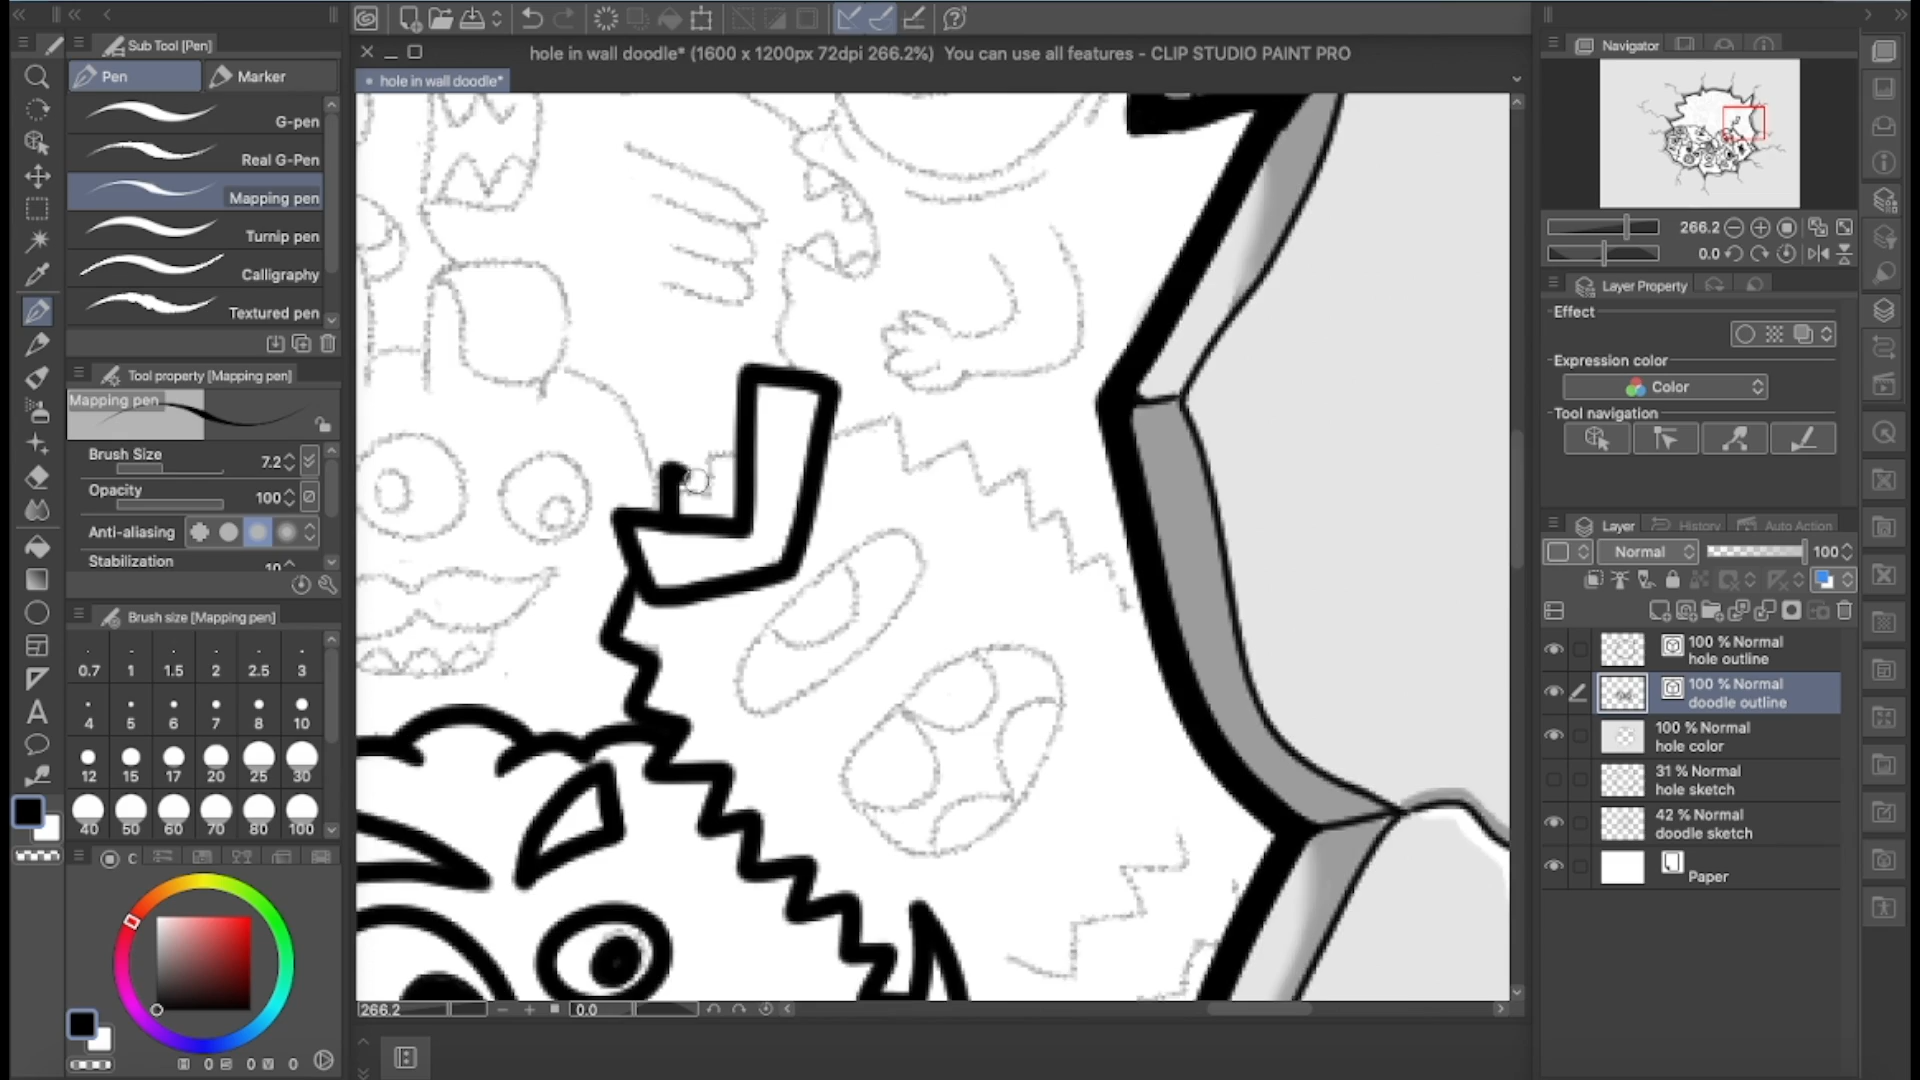 Sub Tool [Pen]
Pen
Marker
G-pen
Real G-Pen
Mapping pen
Turnip pen
Calligraphy
Textured pen
Tool property [Mapping pen]
Mapping pen
Brush Size
7.2
Opacity
100
Anti-aliasing
Stabilization
10
Brush size [Mapping pen]
0.7 1 1.5 2 2.5 3
4 5 6 7 8 10
12 15 17 20 25 30
40 50 60 70 80 100
C
H 0 S 0 V 0
hole in wall doodle* (1600 x 1200px 72dpi 266.2%) You can use all features - CLIP STUDIO PAINT PRO
hole in wall doodle*
266.2
0.0
Navigator
266.2
0.0
Layer Property
Effect
Expression color
Color
Tool navigation
Layer
History
Auto Action
Normal
100
100 % Normal
hole outline
100 % Normal
doodle outline
100 % Normal
hole color
31 % Normal
hole sketch
42 % Normal
doodle sketch
Paper